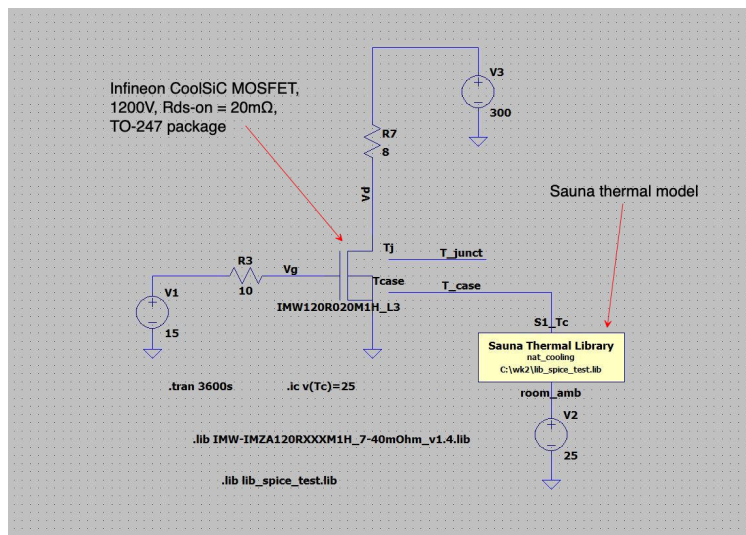 Infineon CoolSiC MOSFET,
1200V, Rds-on = 20mΩ,
TO-247 package
V3
300
R7
8
Vd
Sauna thermal model
Tj
T_junct
R3
10
Vg
Tcase
T_case
V1
15
IMW120R020M1H_L3
S1_Tc
Sauna Thermal Library
nat_cooling
C:\wk2\lib_spice_test.lib
room_amb
.tran 3600s
.ic v(Tc)=25
V2
25
.lib IMW-IMZA120RXXXM1H_7-40mOhm_v1.4.lib
.lib lib_spice_test.lib